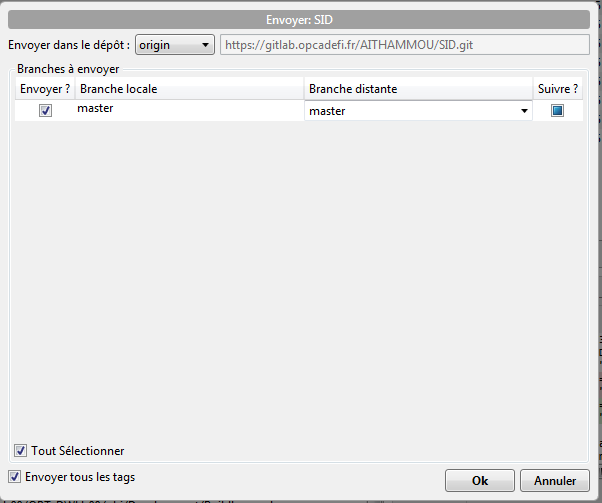 Envoyer: SID
Envoyer dans le dépôt : origin https://gitlab.opcadefi.fr/AITHAMMOU/SID.git
Branches à envoyer
Envoyer ? Branche locale Branche distante Suivre ?
master master
Tout Sélectionner
Envoyer tous les tags
Ok Annuler